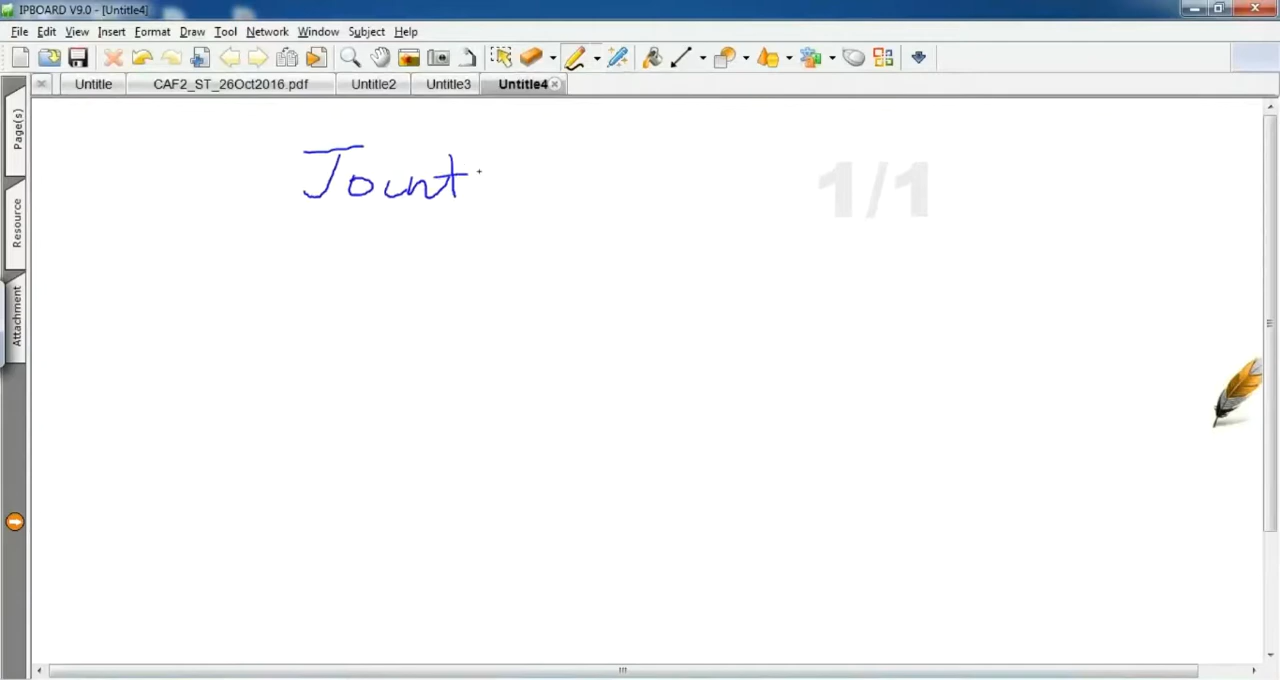 IPBOARD V9.0 - [Untitled4]
File Edit View Insert Format Draw Tool Network Window Subject Help
Untitle CAF2_ST_26Oct2016.pdf Untitle2 Untitle3 Untitle4
Page(s)
Resource
Attachment
Jount
1/1